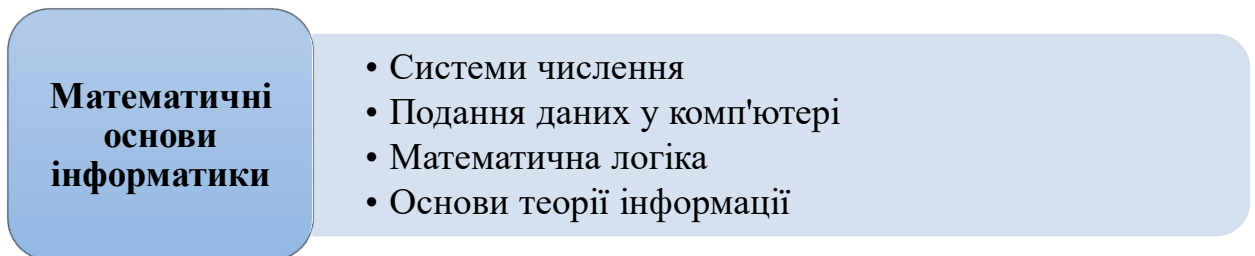 Математичні
основи
інформатики
• Системи числення
• Подання даних у комп'ютері
• Математична логіка
• Основи теорії інформації